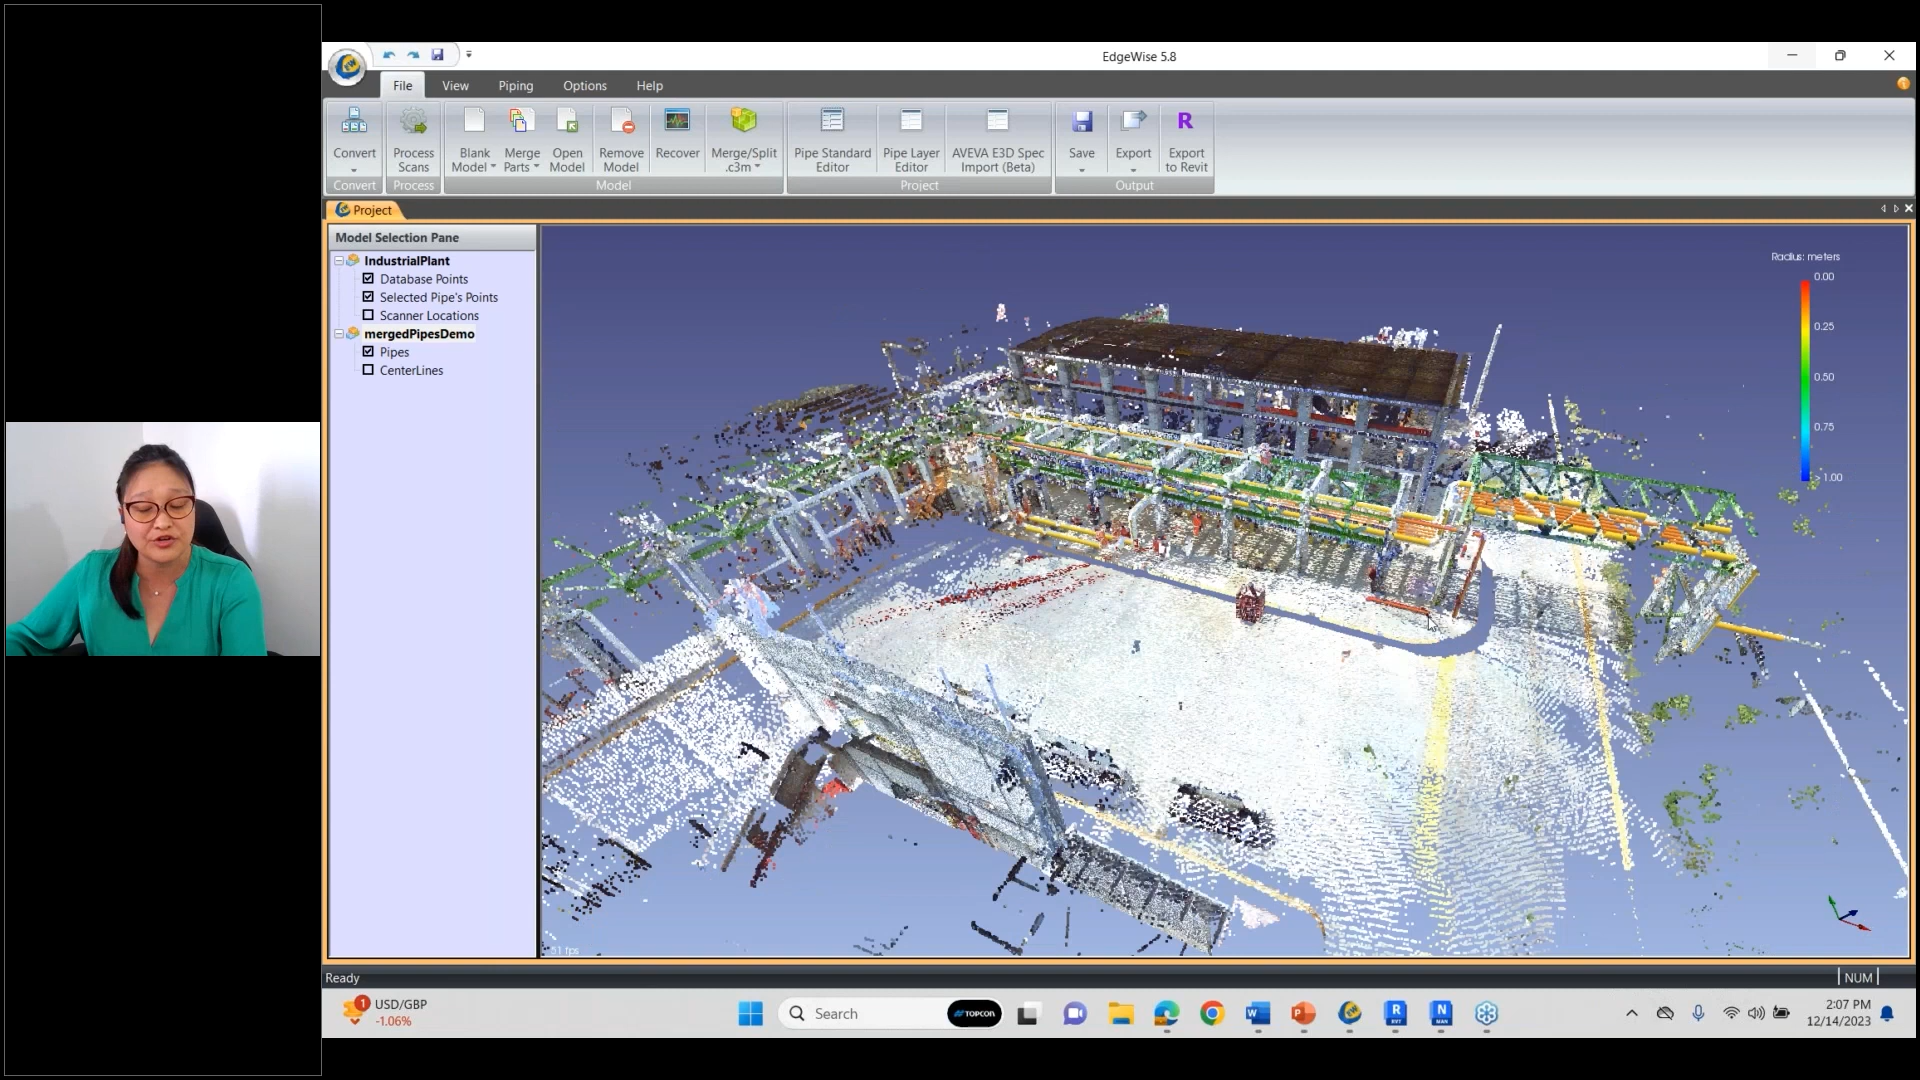 EdgeWise 5.8
File View Piping Options Help
Convert
Process Scans
Blank Model
Merge Parts
Open Model
Remove Model
Recover
Merge/Split .c3m
Pipe Standard Editor
Pipe Layer Editor
AVEVA E3D Spec Import (Beta)
Save
Export
Export to Revit
R
Convert Process Model Project Output
Project
Model Selection Pane
IndustrialPlant
Database Points
Selected Pipe's Points
Scanner Locations
mergedPipesDemo
Pipes
CenterLines
Radius: meters
0.00
0.25
0.50
0.75
> 1.00
51 fps
Ready
NUM
1
USD/GBP
-1.06%
Search
TOPCON
2:07 PM
12/14/2023